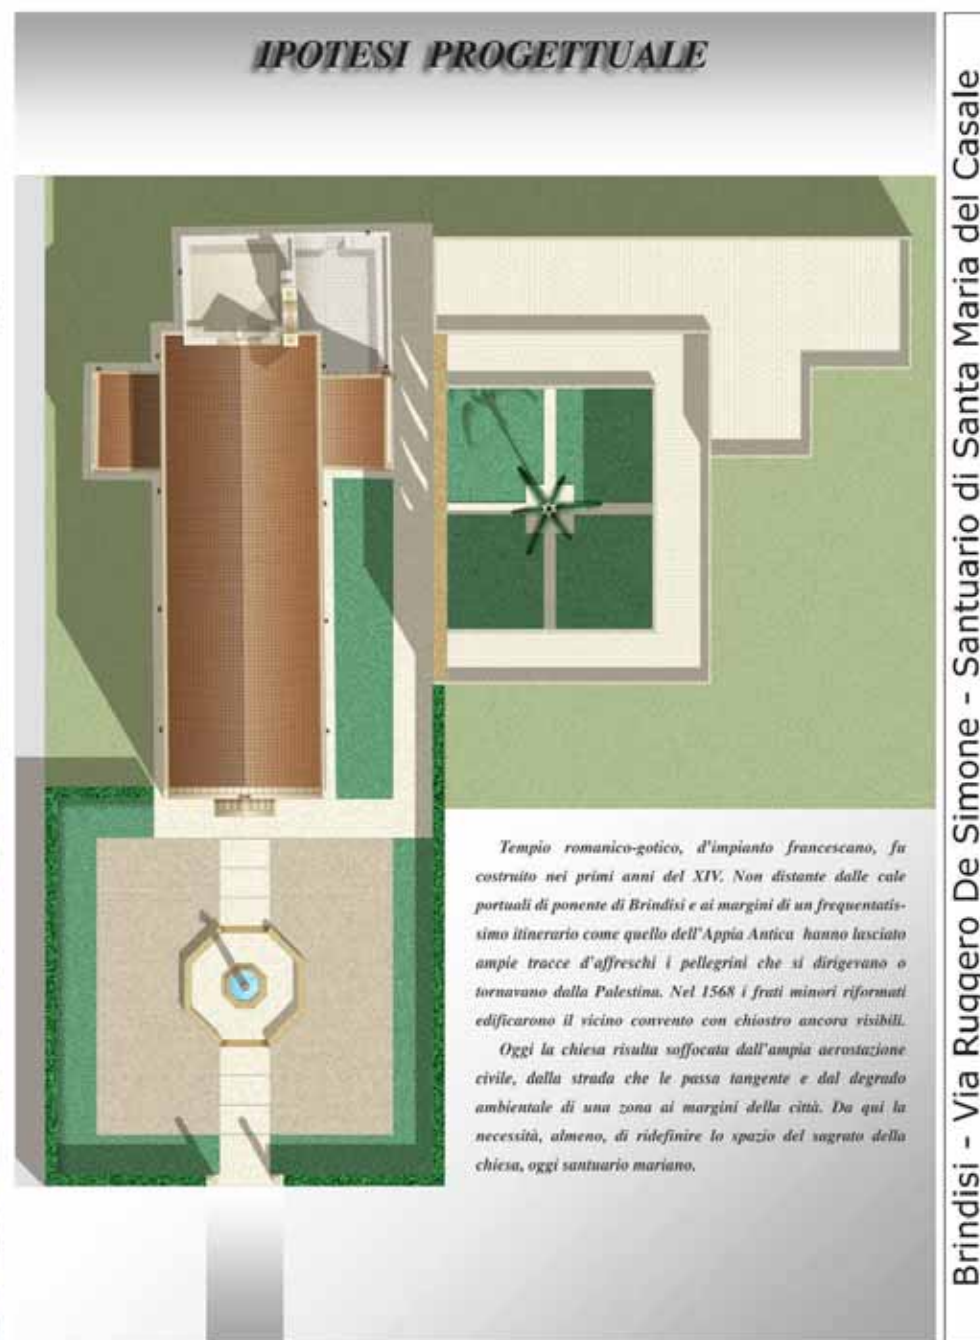 IPOTESI PROGETTUALE
Tempio romanico-gotico, d'impianto francescano, fu
costruito nei primi anni del XIV. Non distante dalle cale
portuali di ponente di Brindisi e ai margini di un frequentatis-
simo itinerario come quello dell'Appia Antica hanno lasciato
ampie tracce d'affreschi i pellegrini che si dirigevano o
tornavano dalla Palestina. Nel 1568 i frati minori riformati
edificarono il vicino convento con chiostro ancora visibili.
Oggi la chiesa risulta soffocata dall'ampia aerostazione
civile, dalla strada che le passa tangente e dal degrado
ambientale di una zona ai margini della città. Da qui la
necessità, almeno, di ridefinire lo spazio del sagrato della
chiesa, oggi santuario mariano.
Brindisi - Via Ruggero De Simone - Santuario di Santa Maria del Casale